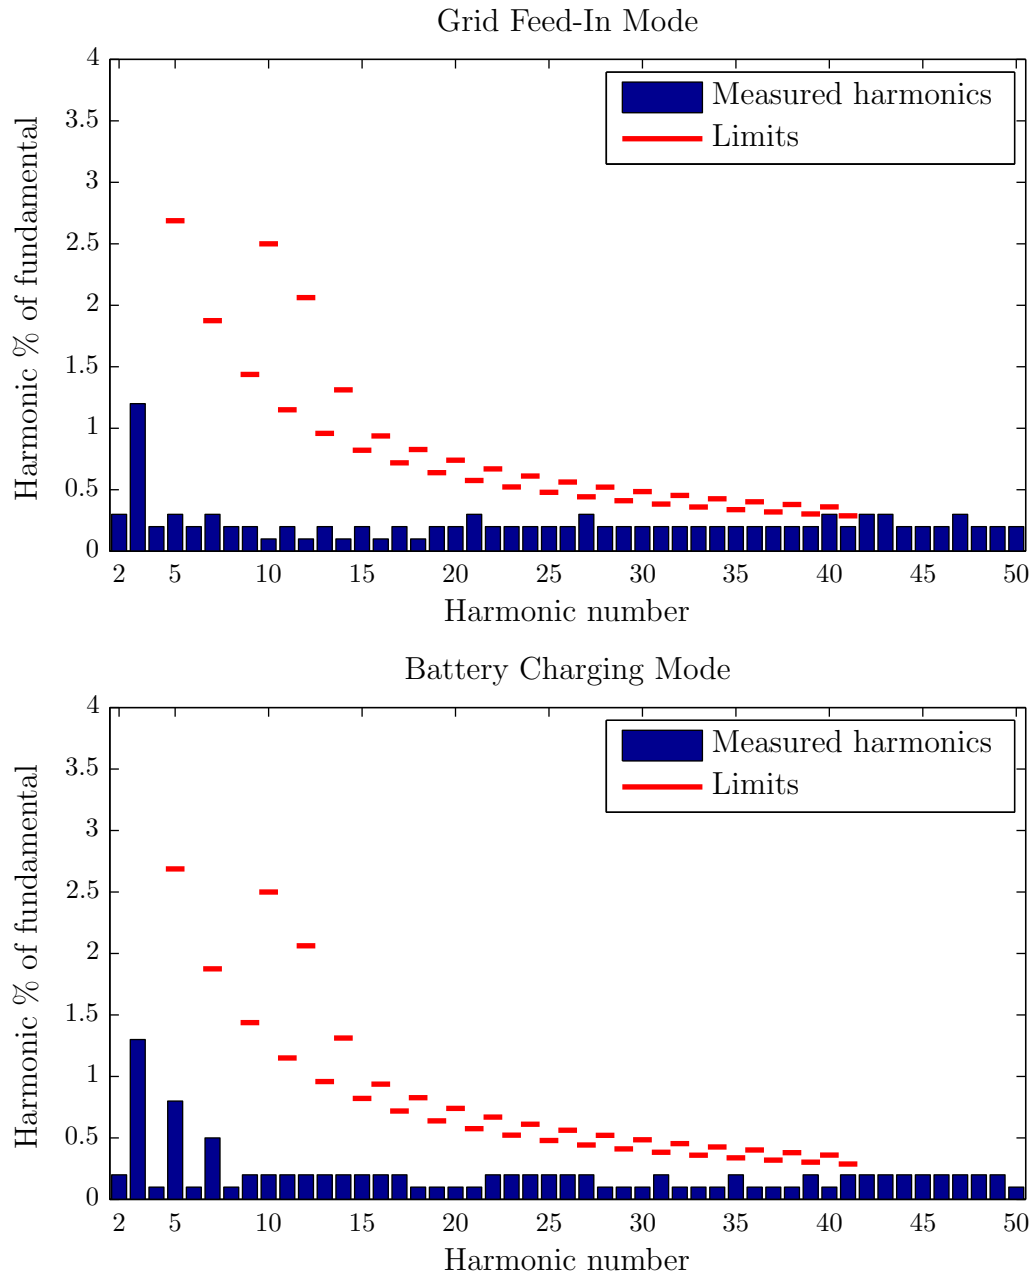 Grid Feed-In Mode
4
3.5
3
2.5
2
1.5
1
0.5
0
Harmonic % of fundamental
Measured harmonics
Limits
2 5 10 15 20 25 30 35 40 45 50
Harmonic number
Battery Charging Mode
4
3.5
3
2.5
2
1.5
1
0.5
0
Harmonic % of fundamental
Measured harmonics
Limits
2 5 10 15 20 25 30 35 40 45 50
Harmonic number